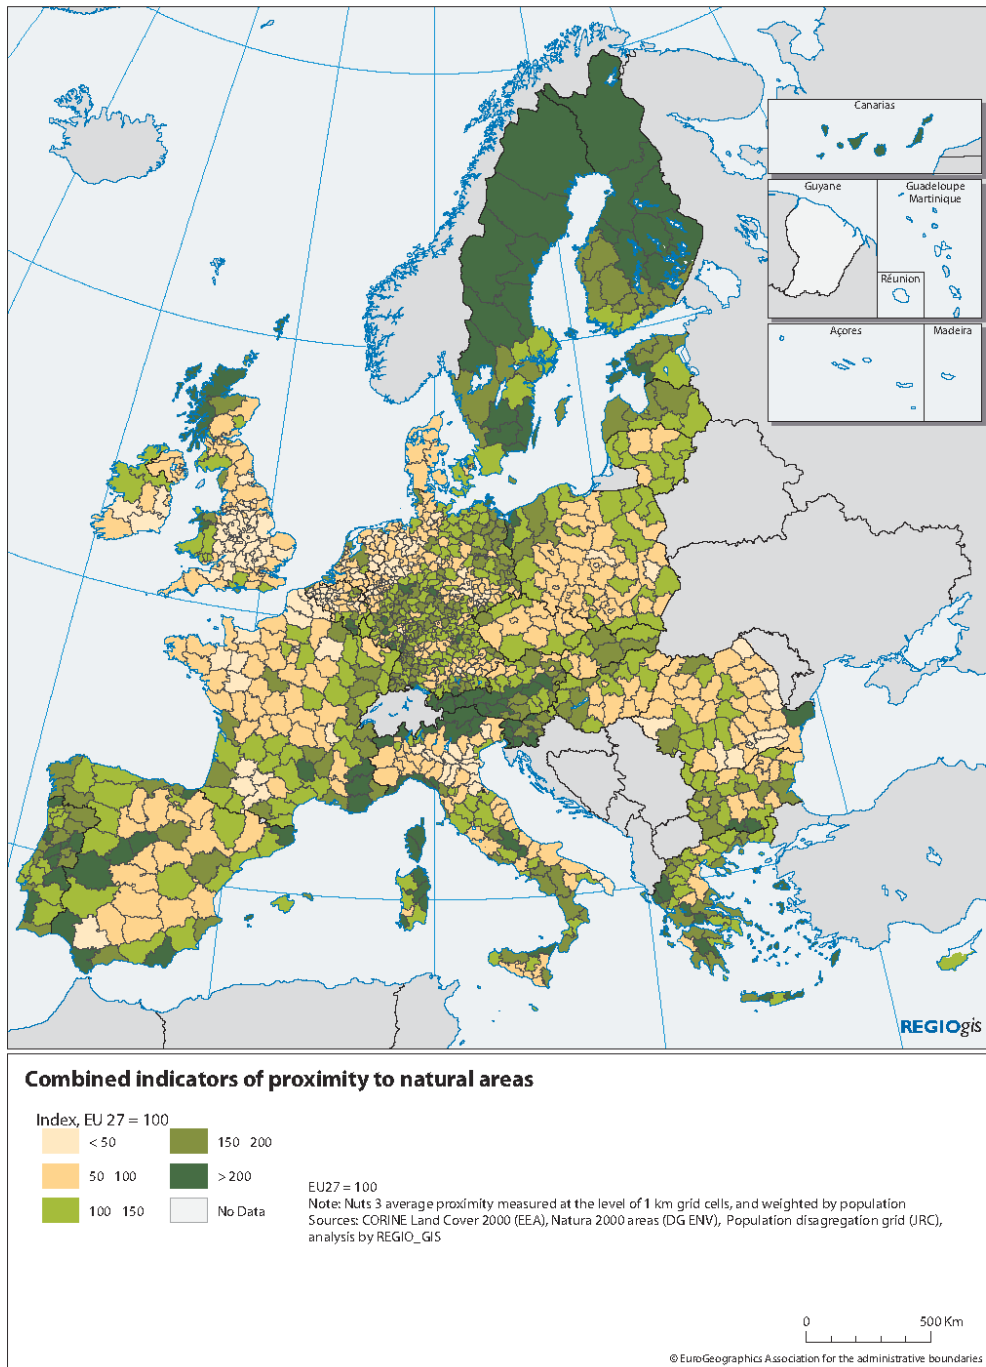 Canarias
Guyane
Guadeloupe
Martinique
Réunion
Açores
Madeira
REGIOgis
Combined indicators of proximity to natural areas
Index, EU 27 = 100
< 50
150 200
50 100
> 200
100 150
No Data
EU27 = 100
Note: Nuts 3 average proximity measured at the level of 1 km grid cells, and weighted by population
Sources: CORINE Land Cover 2000 (EEA), Natura 2000 areas (DG ENV), Population disagregation grid (JRC),
analysis by REGIO_GIS
0 500 Km
© EuroGeographics Association for the administrative boundaries